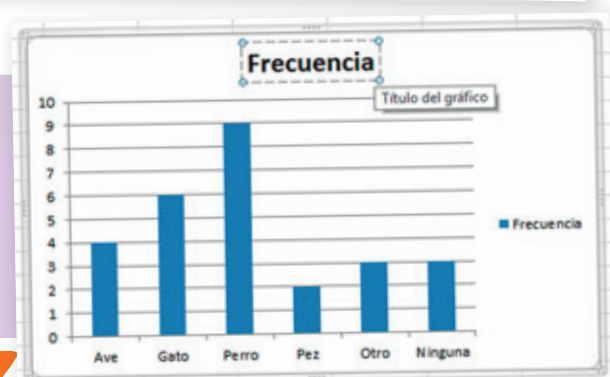 Frecuencia
Título del gráfico
10
9
8
7
6
5
4
3
2
1
0
Frecuencia
Ave Gato Perro Pez Otro Ninguna